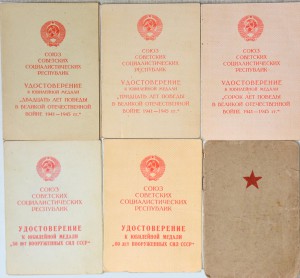 СОЮЗ
СОВЕТСКИХ
СОЦИАЛИСТИЧЕСКИХ
РЕСПУБЛИК
УДОСТОВЕРЕНИЕ
К ЮБИЛЕЙНОЙ МЕДАЛИ
„ДВАДЦАТЬ ЛЕТ ПОБЕДЫ
В ВЕЛИКОЙ ОТЕЧЕСТВЕННОЙ
ВОЙНЕ 1941—1945 гг."
СОЮЗ
СОВЕТСКИХ
СОЦИАЛИСТИЧЕСКИХ
РЕСПУБЛИК
УДОСТОВЕРЕНИЕ
К ЮБИЛЕЙНОЙ МЕДАЛИ
„ТРИДЦАТЬ ЛЕТ ПОБЕДЫ
В ВЕЛИКОЙ ОТЕЧЕСТВЕННОЙ
ВОЙНЕ 1941—1945 гг."
СОЮЗ
СОВЕТСКИХ
СОЦИАЛИСТИЧЕСКИХ
РЕСПУБЛИК
УДОСТОВЕРЕНИЕ
К ЮБИЛЕЙНОЙ МЕДАЛИ
„СОРОК ЛЕТ ПОБЕДЫ
В ВЕЛИКОЙ ОТЕЧЕСТВЕННОЙ
ВОЙНЕ 1941—1945 гг."
СОЮЗ
СОВЕТСКИХ
СОЦИАЛИСТИЧЕСКИХ
РЕСПУБЛИК
УДОСТОВЕРЕНИЕ
К ЮБИЛЕЙНОЙ МЕДАЛИ
„50 ЛЕТ ВООРУЖЕННЫХ СИЛ СССР"
СОЮЗ
СОВЕТСКИХ
СОЦИАЛИСТИЧЕСКИХ
РЕСПУБЛИК
УДОСТОВЕРЕНИЕ
К ЮБИЛЕЙНОЙ МЕДАЛИ
ЛЕТ ВООРУЖЕННЫХ СИЛ СССР"